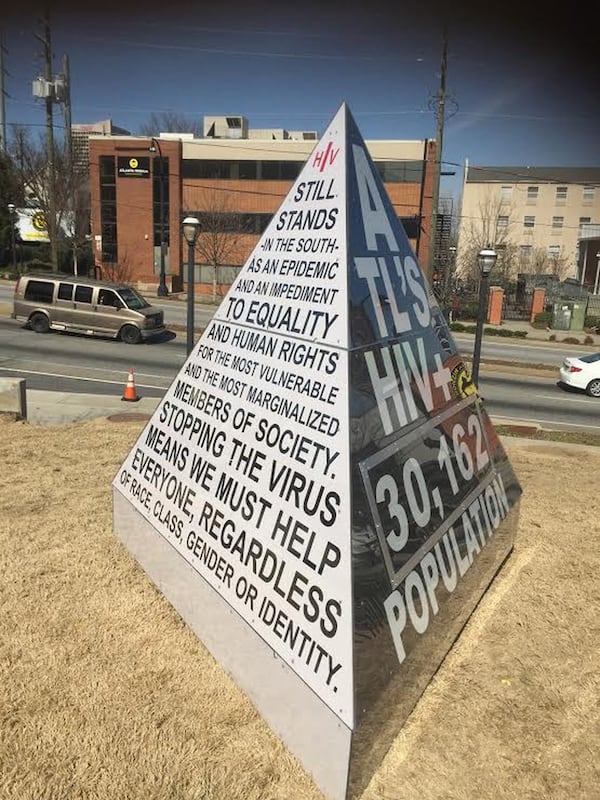 HIV
STILL
STANDS
-IN THE SOUTH-
AS AN EPIDEMIC
AND AN IMPEDIMENT
TO EQUALITY
AND HUMAN RIGHTS
FOR THE MOST VULNERABLE
AND THE MOST MARGINALIZED
MEMBERS OF SOCIETY.
STOPPING THE VIRUS
MEANS WE MUST HELP
EVERYONE, REGARDLESS
OF RACE, CLASS, GENDER OR IDENTITY.
A
TL'S
HIV+
30,162
POPULATION